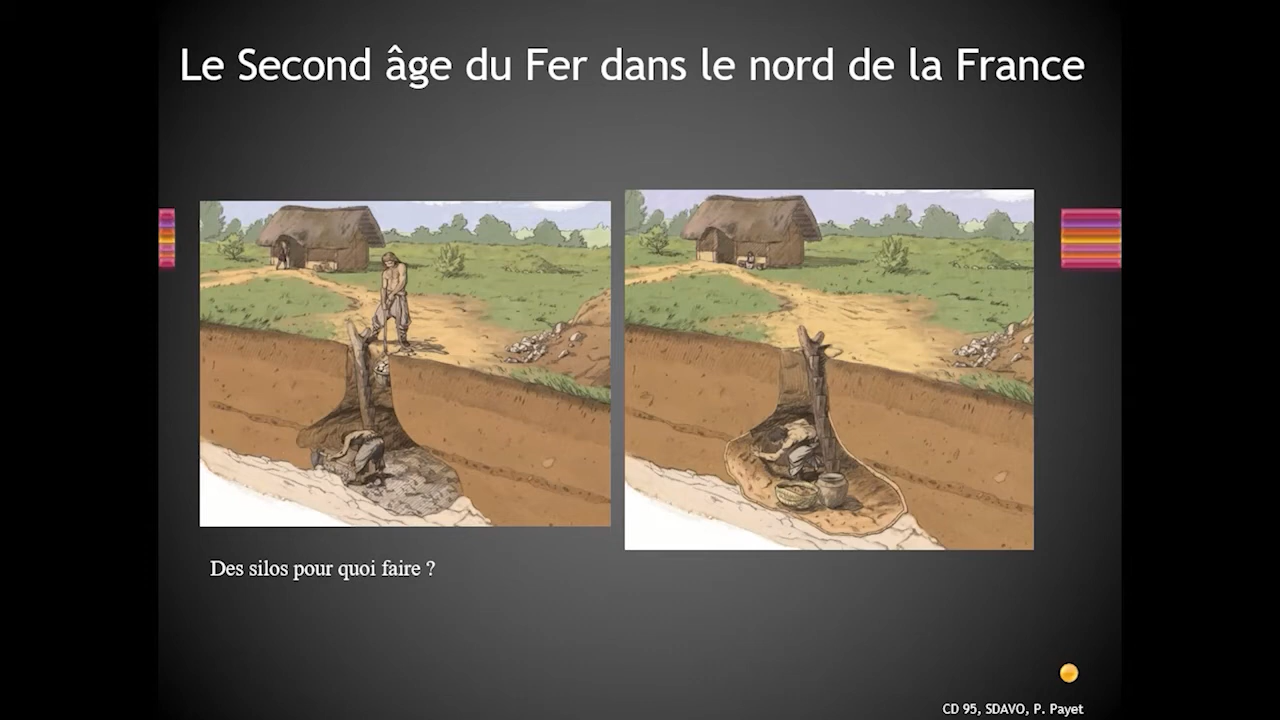 Le Second âge du Fer dans le nord de la France
Des silos pour quoi faire ?
CD 95, SDAVO, P. Payet